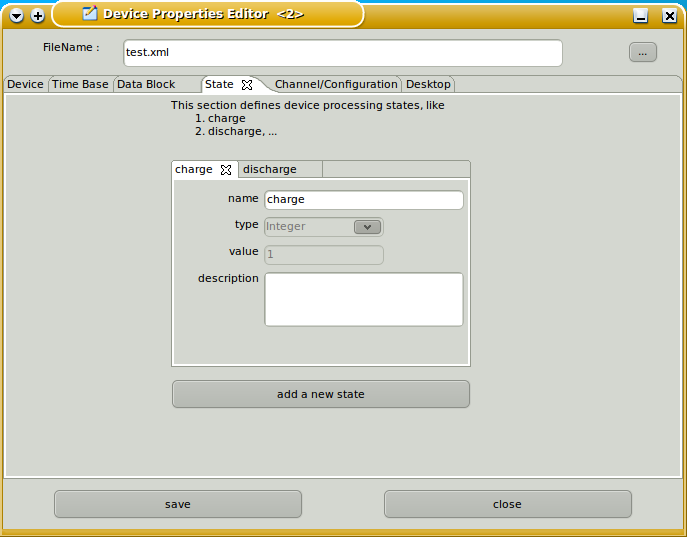 Device Properties Editor <2>
FileName :
test.xml
...
Device Time Base Data Block State Channel/Configuration Desktop
This section defines device processing states, like
1. charge
2. discharge, ...
charge discharge
name charge
type Integer
value 1
description
add a new state
save close